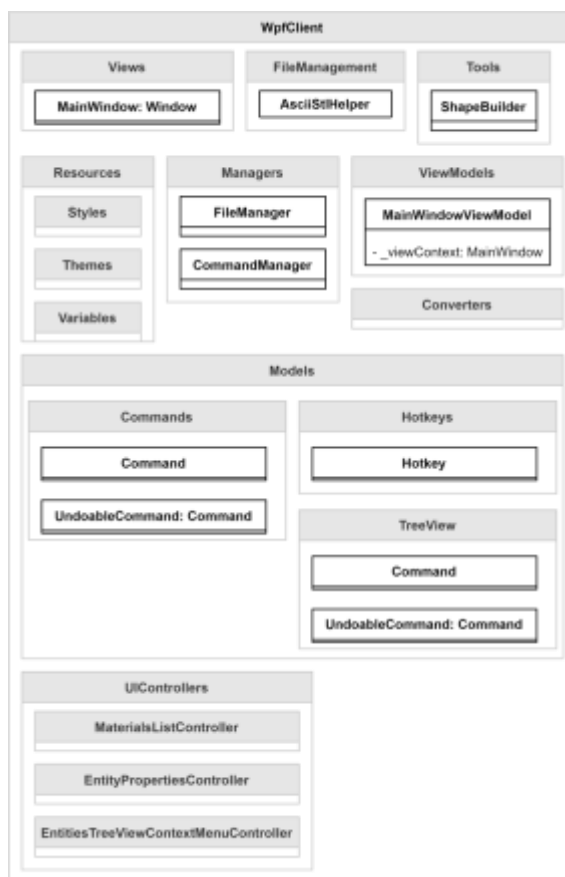 WpfClient
Views
MainWindow: Window
FileManagement
AsciiStlHelper
Tools
ShapeBuilder
Resources
Styles
Themes
Variables
Managers
FileManager
CommandManager
ViewModels
MainWindowViewModel
- _viewContext: MainWindow
Converters
Models
Commands
Command
UndoableCommand: Command
Hotkeys
Hotkey
TreeView
Command
UndoableCommand: Command
UIControllers
MaterialsListController
EntityPropertiesController
EntitiesTreeViewContextMenuController